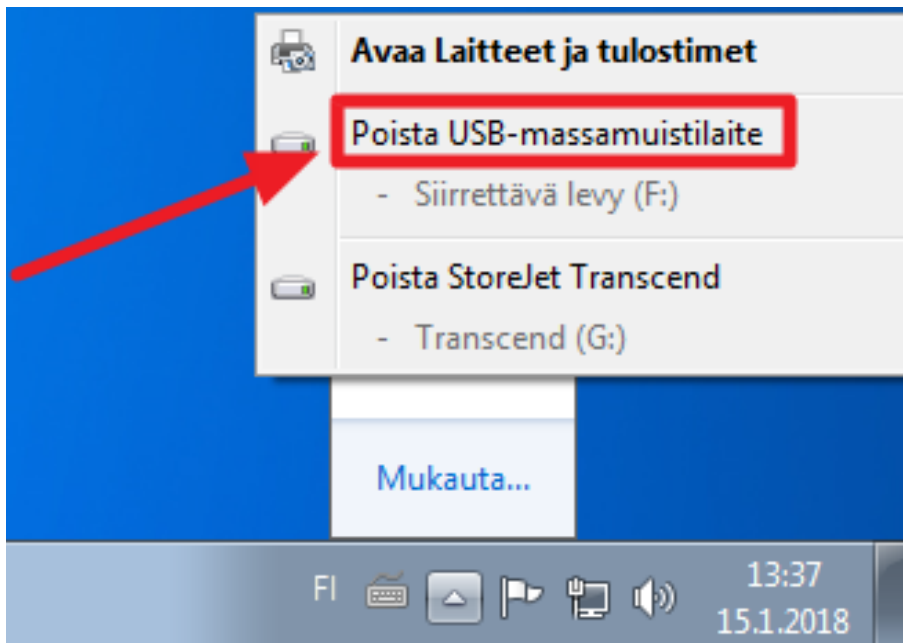 Avaa Laitteet ja tulostimet
Poista USB-massamuistilaite
- Siirrettävä levy (F:)
Poista StoreJet Transcend
- Transcend (G:)
Mukauta...
FI
13:37
15.1.2018